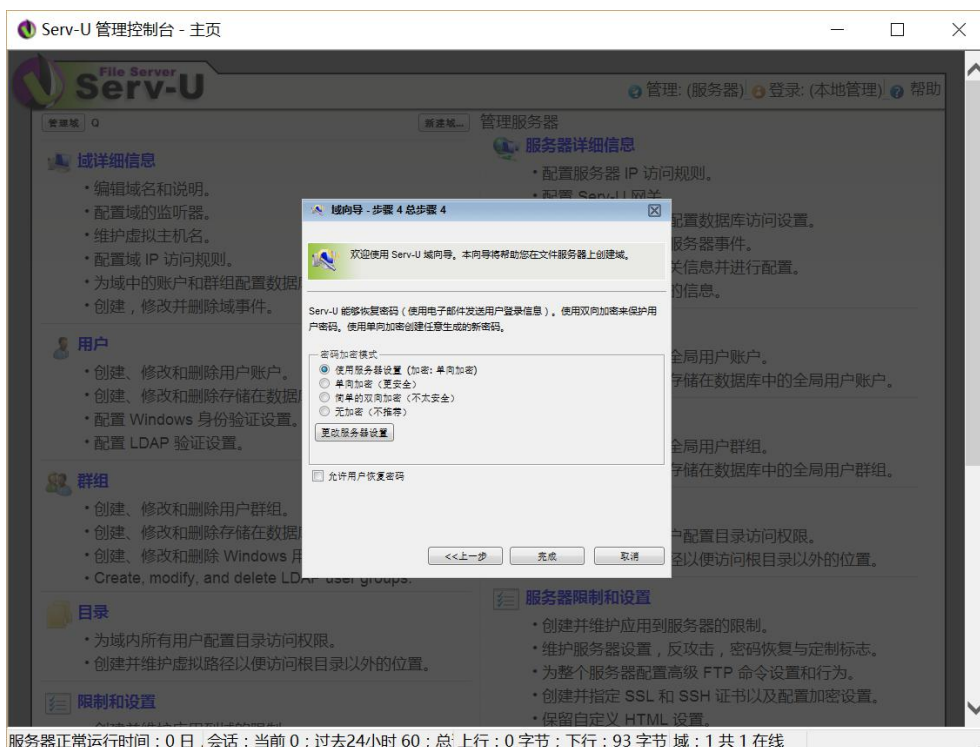 Serv-U 管理控制台 - 主页
File Server
Serv-U
管理: (服务器) 登录: (本地管理) 帮助
管理域 Q 新建域... 管理服务器
域详细信息
・编辑域名和说明。
・配置域的监听器。
・维护虚拟主机名。
・配置域 IP 访问规则。
・为域中的账户和群组配置数据
・创建，修改并删除域事件。
用户
・创建、修改和删除用户账户。
・创建、修改和删除存储在数据
・配置 Windows 身份验证设置。
・配置 LDAP 验证设置。
群组
・创建、修改和删除用户群组。
・创建、修改和删除存储在数据
・创建、修改和删除 Windows 用
・Create, modify, and delete LDAP user groups.
目录
・为域内所有用户配置目录访问权限。
・创建并维护虚拟路径以便访问根目录以外的位置。
限制和设置
服务器详细信息
・配置服务器 IP 访问规则。
・配置 Serv-U 网关
配置数据库访问设置。
服务器事件。
关信息并进行配置。
的信息。
全局用户账户。
存储在数据库中的全局用户账户。
全局用户群组。
存储在数据库中的全局用户群组。
户配置目录访问权限。
径以便访问根目录以外的位置。
服务器限制和设置
・创建并维护应用到服务器的限制。
・维护服务器设置，反攻击，密码恢复与定制标志。
・为整个服务器配置高级 FTP 命令设置和行为。
・创建并指定 SSL 和 SSH 证书以及配置加密设置。
・保留自定义 HTML 设置。
域向导 - 步骤 4 总步骤 4
欢迎使用 Serv-U 域向导。本向导将帮助您在文件服务器上创建域。
Serv-U 能够恢复密码（使用电子邮件发送用户登录信息）。使用双向加密来保护用
户密码。使用单向加密创建任意生成的新密码。
密码加密模式
使用服务器设置 (加密: 单向加密)
单向加密（更安全）
简单的双向加密（不太安全）
无加密（不推荐）
更改服务器设置
允许用户恢复密码
<<上一步 完成 取消
服务器正常运行时间：0 日 会话：当前 0：过去24小时 60：总 上行：0 字节：下行：93 字节 域：1 共 1 在线